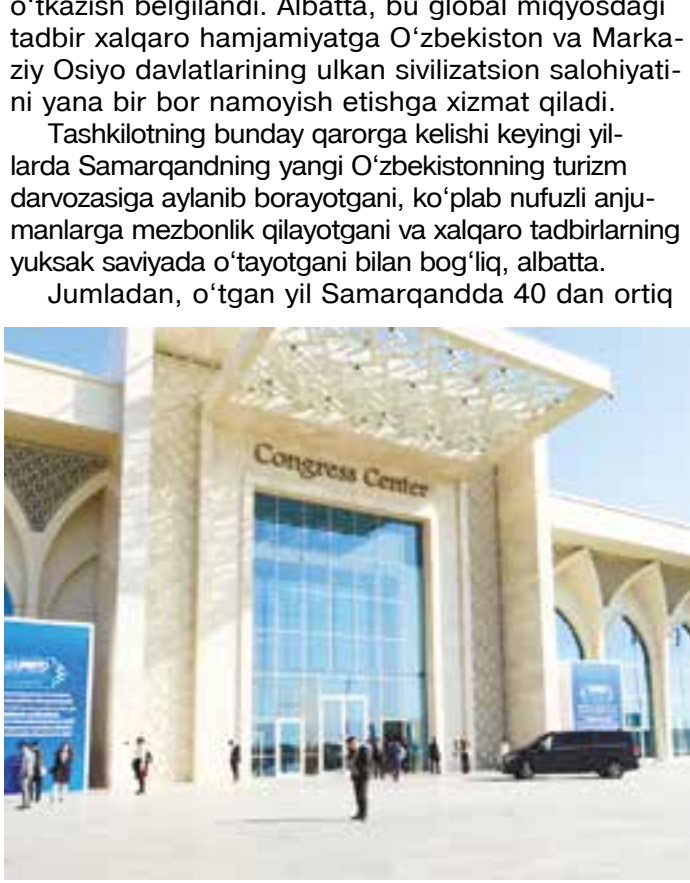 o‘tkazish belgilandi. Albatta, bu global miqyosdagi
tadbir xalqaro hamjamiyatga O‘zbekiston va Marka-
ziy Osiyo davlatlarining ulkan sivilizatsion salohiyati-
ni yana bir bor namoyish etishga xizmat qiladi.
Tashkilotning bunday qarorga kelishi keyingi yil-
larda Samarqandning yangi O‘zbekistonning turizm
darvozasiga aylanib borayotgani, ko‘plab nufuzli anju-
manlarga mezbonlik qilayotgani va xalqaro tadbirlarning
yuksak saviyada o‘tayotgani bilan bog‘liq, albatta.
Jumladan, o‘tgan yil Samarqandda 40 dan ortiq
Congress Center